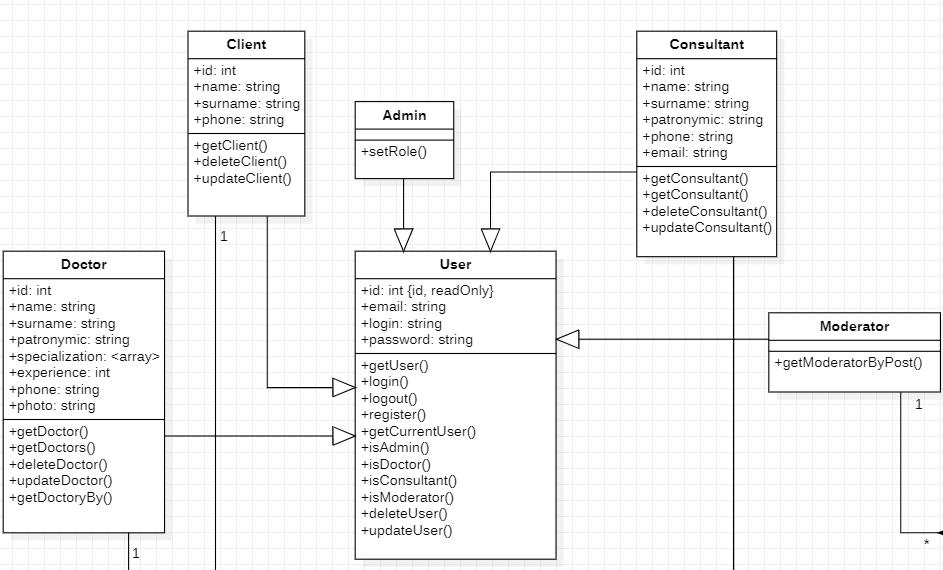 Client
+id: int
+name: string
+surname: string
+phone: string
+getClient()
+deleteClient()
+updateClient()
1
Admin
+setRole()
Consultant
+id: int
+name: string
+surname: string
+patronymic: string
+phone: string
+email: string
+getConsultant()
+getConsultant()
+deleteConsultant()
+updateConsultant()
Doctor
+id: int
+name: string
+surname: string
+patronymic: string
+specialization: <array>
+experience: int
+phone: string
+photo: string
+getDoctor()
+getDoctors()
+deleteDoctor()
+updateDoctor()
+getDoctoryBy()
1
User
+id: int {id, readOnly}
+email: string
+login: string
+password: string
+getUser()
+login()
+logout()
+register()
+getCurrentUser()
+isAdmin()
+isDoctor()
+isConsultant()
+isModerator()
+deleteUser()
+updateUser()
Moderator
+getModeratorByPost()
1
*